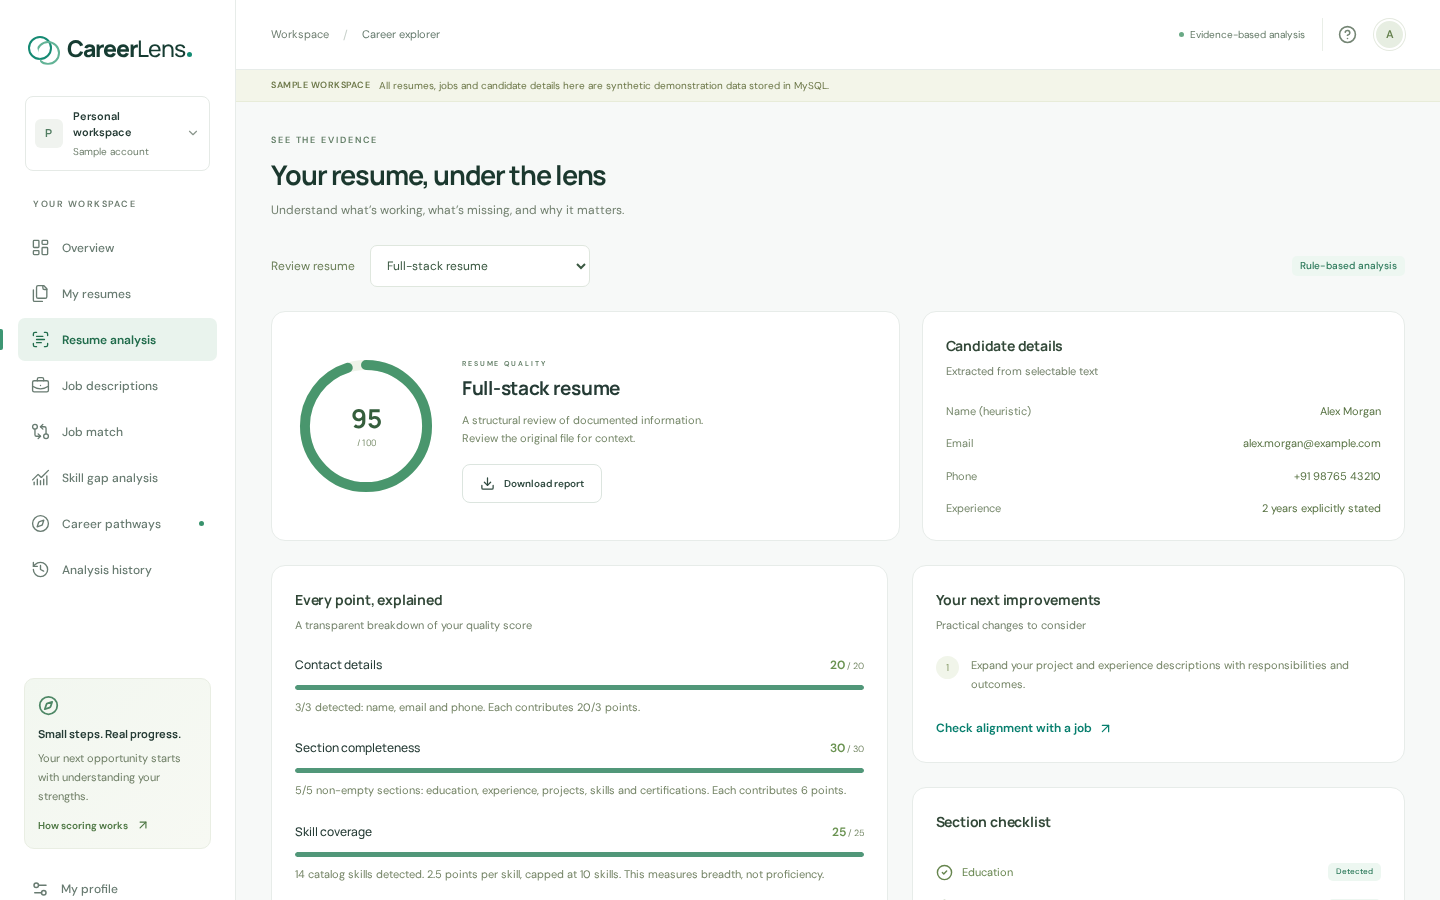 CareerLens.
P
Personal
workspace
Sample account
YOUR WORKSPACE
Overview
My resumes
Resume analysis
Job descriptions
Job match
Skill gap analysis
Career pathways
Analysis history
Small steps. Real progress.
Your next opportunity starts
with understanding your
strengths.
How scoring works
My profile
Workspace / Career explorer
Evidence-based analysis
A
SAMPLE WORKSPACE All resumes, jobs and candidate details here are synthetic demonstration data stored in MySQL.
SEE THE EVIDENCE
Your resume, under the lens
Understand what's working, what's missing, and why it matters.
Review resume
Full-stack resume
Rule-based analysis
95
/ 100
RESUME QUALITY
Full-stack resume
A structural review of documented information.
Review the original file for context.
Download report
Candidate details
Extracted from selectable text
Name (heuristic) Alex Morgan
Email alex.morgan@example.com
Phone +91 98765 43210
Experience 2 years explicitly stated
Every point, explained
A transparent breakdown of your quality score
Contact details 20 / 20
3/3 detected: name, email and phone. Each contributes 20/3 points.
Section completeness 30 / 30
5/5 non-empty sections: education, experience, projects, skills and certifications. Each contributes 6 points.
Skill coverage 25 / 25
14 catalog skills detected. 2.5 points per skill, capped at 10 skills. This measures breadth, not proficiency.
Your next improvements
Practical changes to consider
1
Expand your project and experience descriptions with responsibilities and
outcomes.
Check alignment with a job
Section checklist
Education Detected